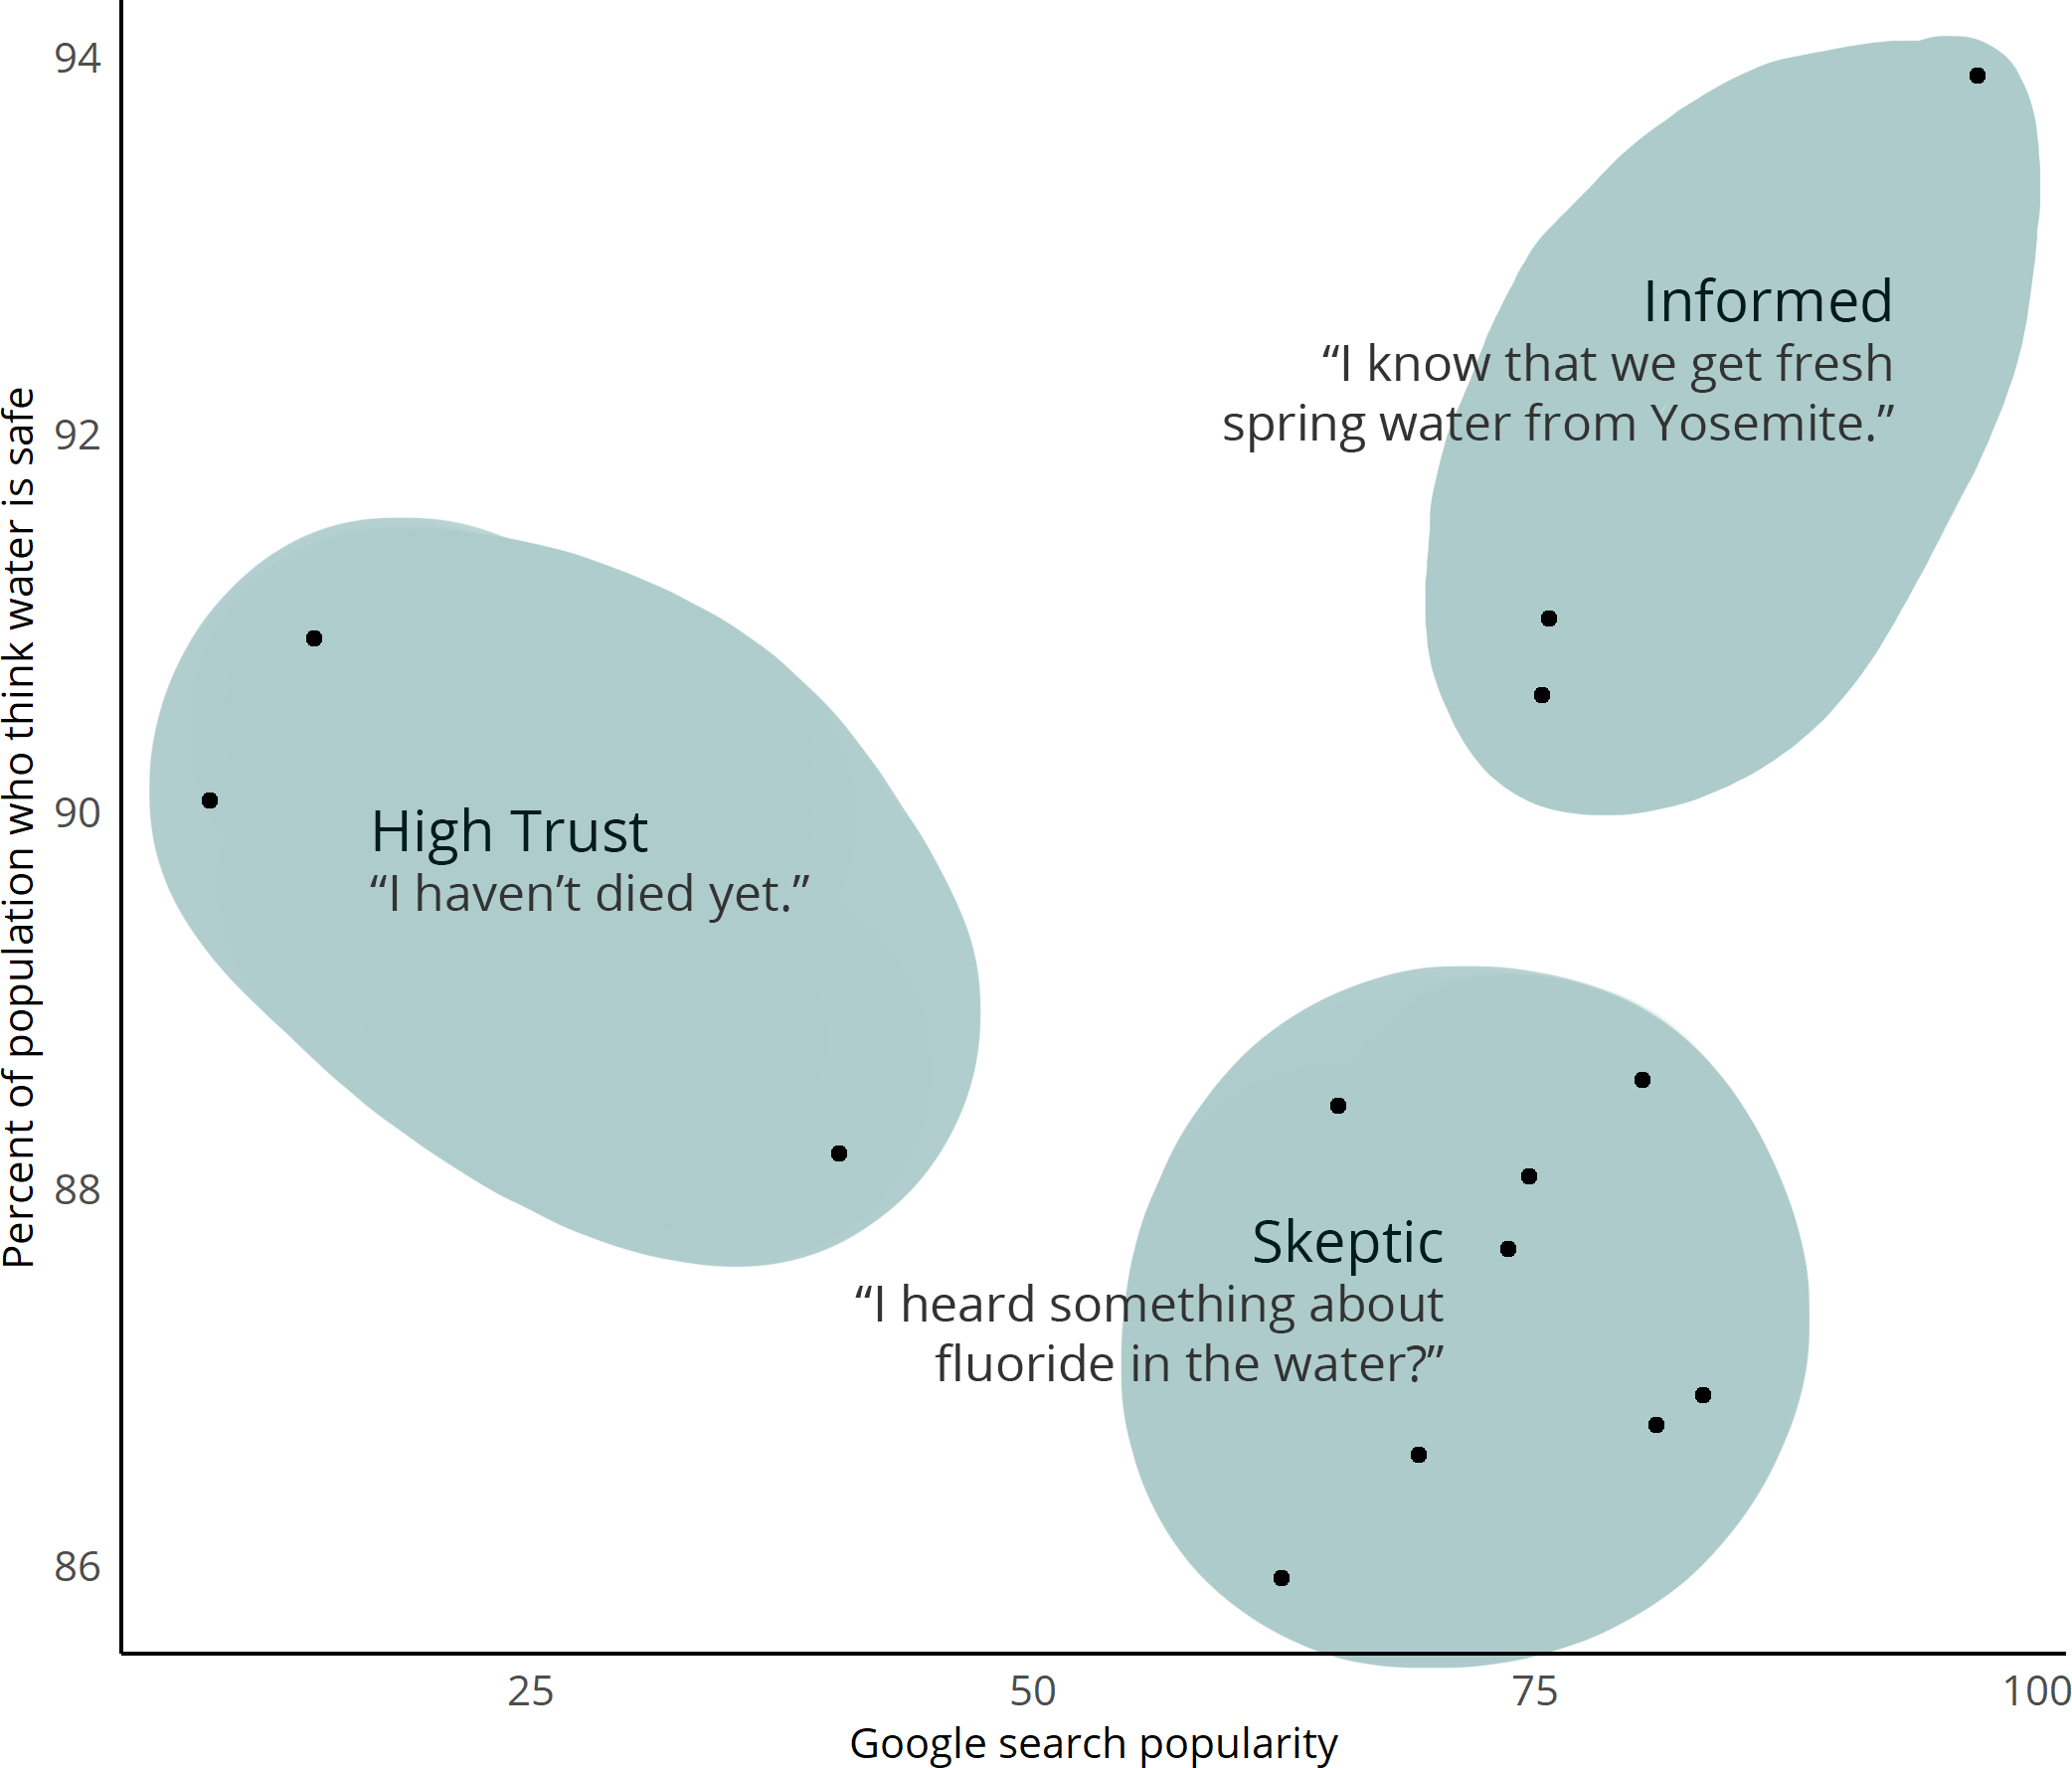 94
92
90
88
86
Percent of population who think water is safe
Informed
“I know that we get fresh
spring water from Yosemite.”
High Trust
“I haven’t died yet.”
Skeptic
“I heard something about
fluoride in the water?”
25 50 75 100
Google search popularity